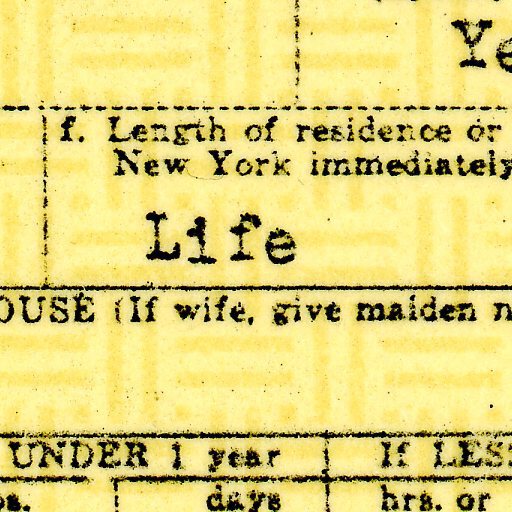 Ye
f. Length of residence or
New York immediately
Life
OUSE (If wife, give maiden n
UNDER 1 year If LES
os. days hrs. or